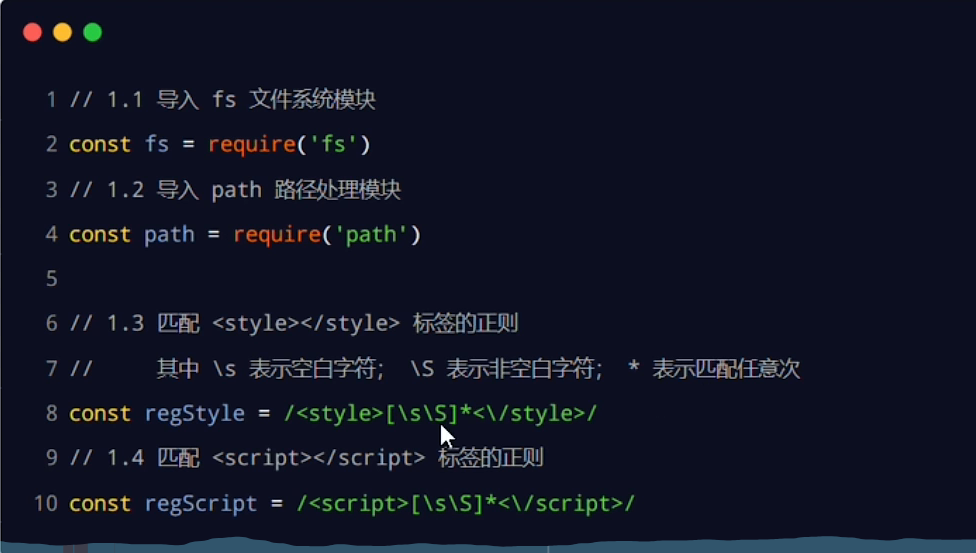 1 // 1.1 导入 fs 文件系统模块
2 const fs = require('fs')
3 // 1.2 导入 path 路径处理模块
4 const path = require('path')
5
6 // 1.3 匹配 <style></style> 标签的正则
7 //     其中 \s 表示空白字符； \S 表示非空白字符； * 表示匹配任意次
8 const regStyle = /<style>[\s\S]*<\/style>/
9 // 1.4 匹配 <script></script> 标签的正则
10 const regScript = /<script>[\s\S]*<\/script>/